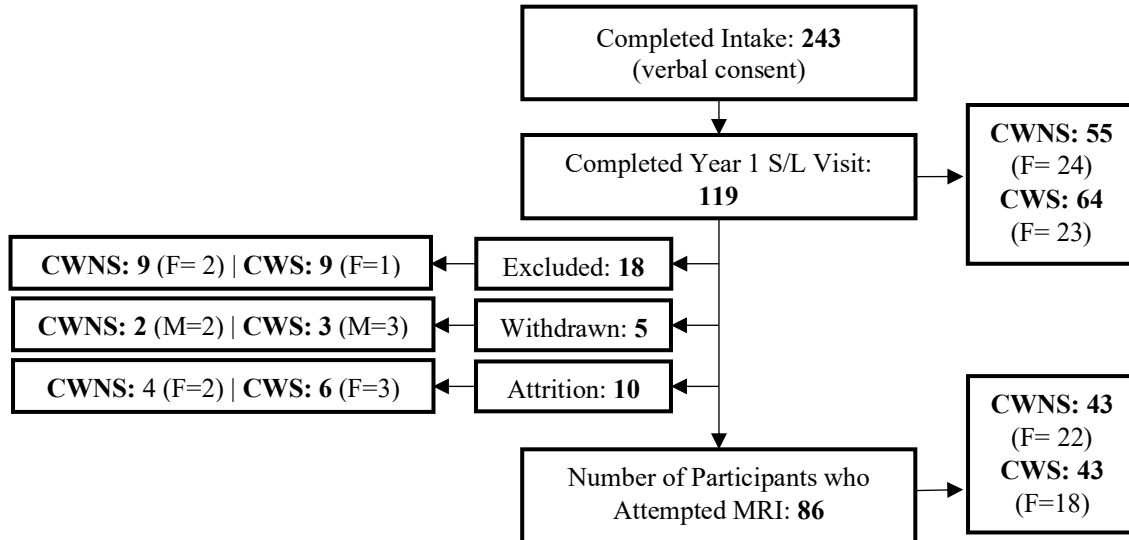 Completed Intake: 243
(verbal consent)
Completed Year 1 S/L Visit:
119
CWNS: 55
(F= 24)
CWS: 64
(F= 23)
CWNS: 9 (F= 2) | CWS: 9 (F=1)
Excluded: 18
CWNS: 2 (M=2) | CWS: 3 (M=3)
Withdrawn: 5
CWNS: 4 (F=2) | CWS: 6 (F=3)
Attrition: 10
Number of Participants who
Attempted MRI: 86
CWNS: 43
(F= 22)
CWS: 43
(F=18)